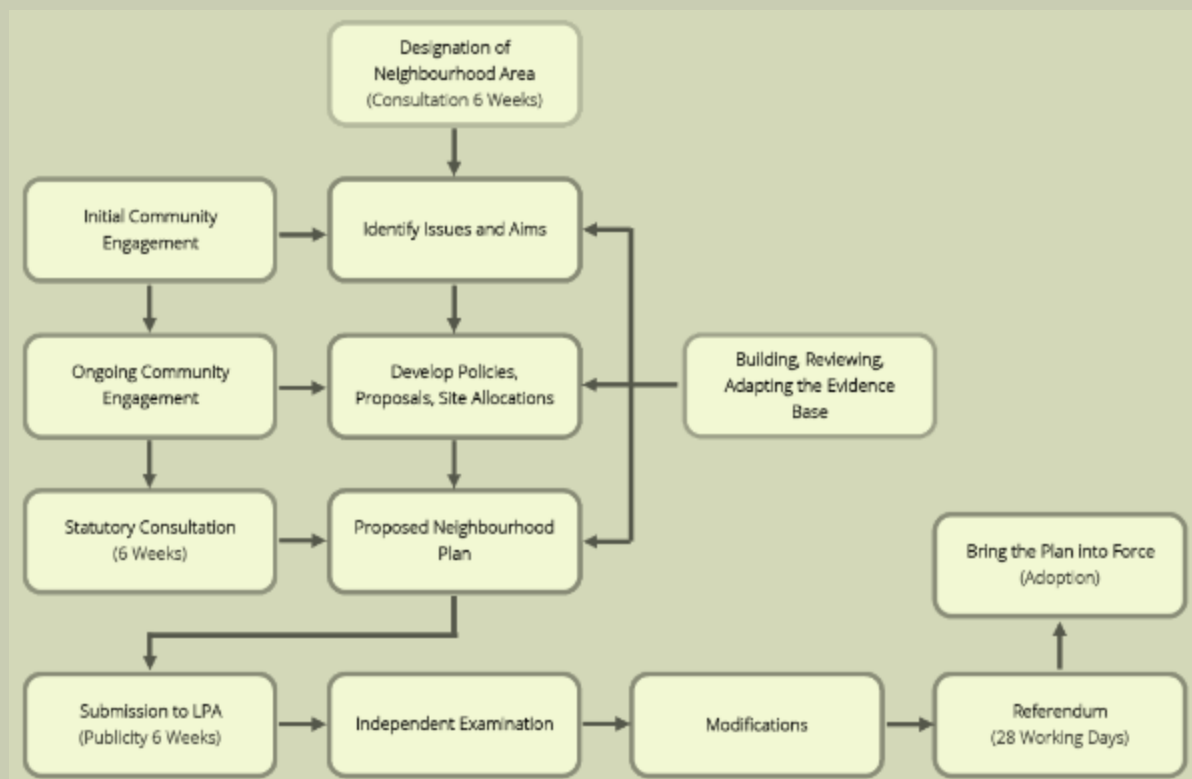 Designation of
Neighbourhood Area
(Consultation 6 Weeks)
Initial Community
Engagement
Identify Issues and Aims
Ongoing Community
Engagement
Develop Policies,
Proposals, Site Allocations
Building, Reviewing,
Adapting the Evidence
Base
Statutory Consultation
(6 Weeks)
Proposed Neighbourhood
Plan
Bring the Plan into Force
(Adoption)
Submission to LPA
(Publicity 6 Weeks)
Independent Examination
Modifications
Referendum
(28 Working Days)